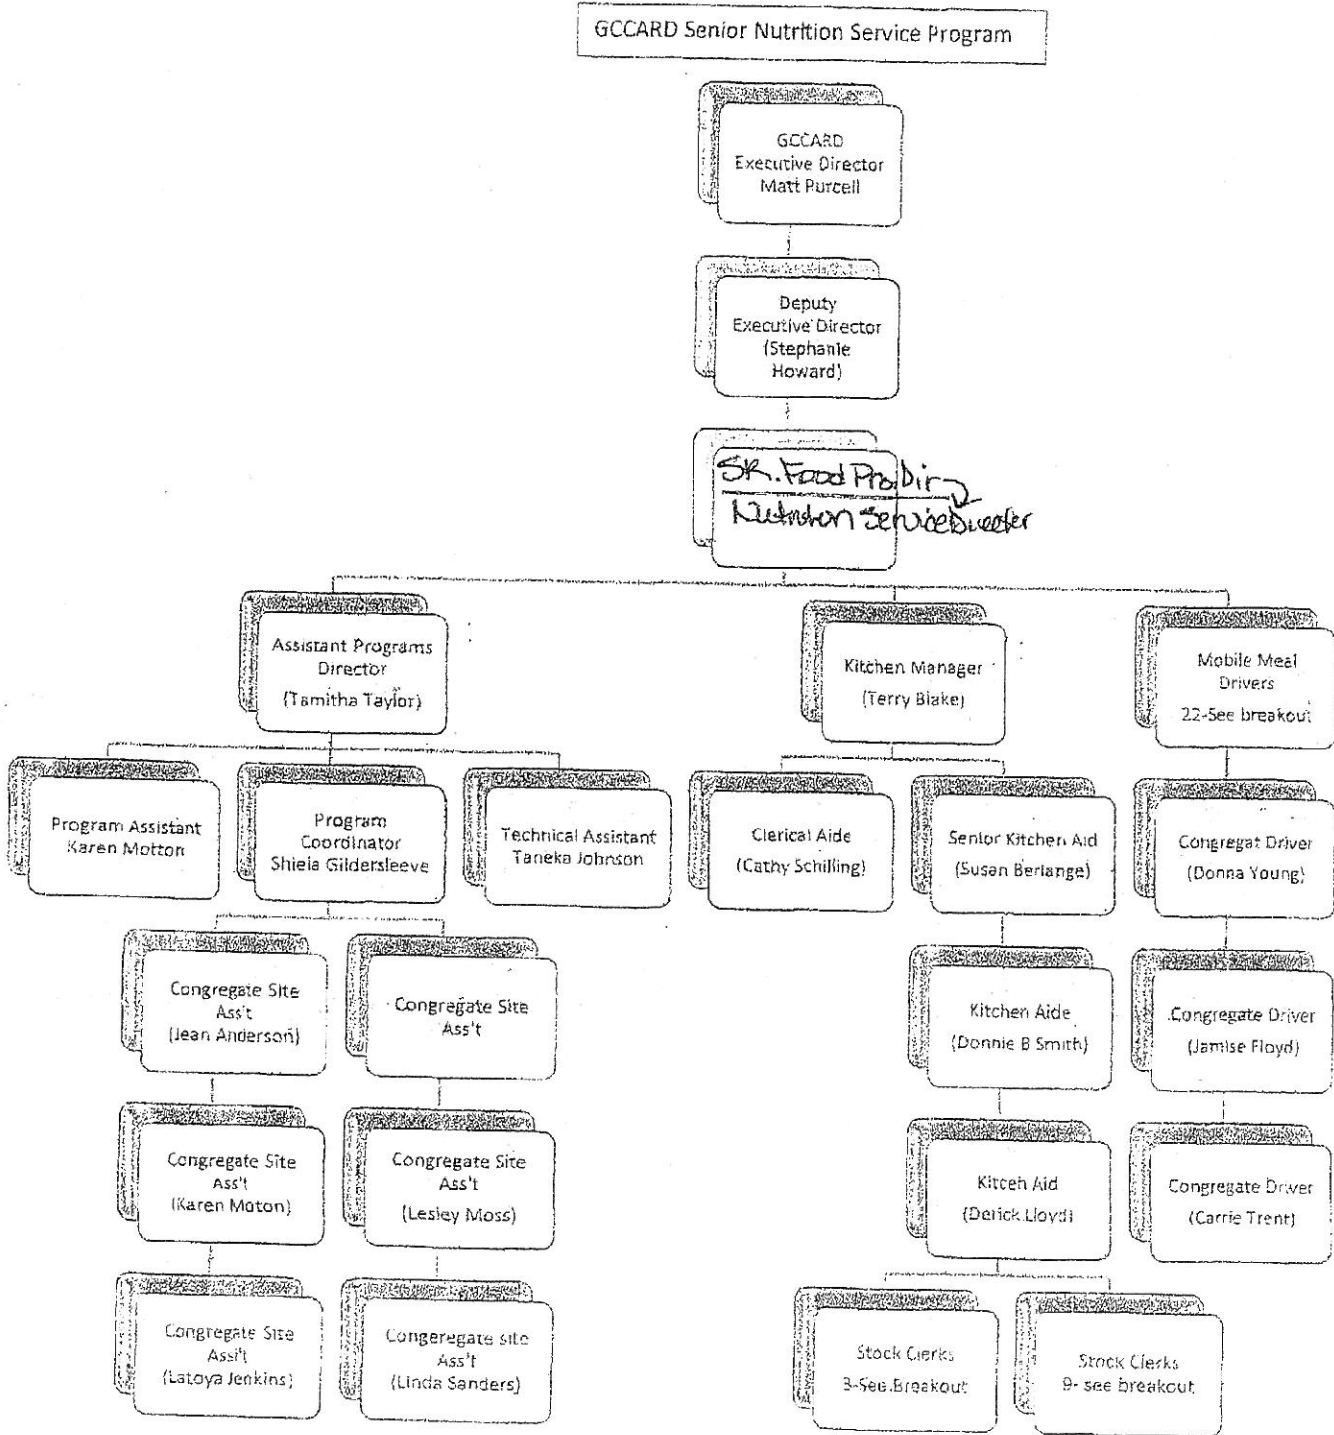 GCCARD Senior Nutrition Service Program
GCCARD
Executive Director
Matt Purcell
Deputy
Executive Director
(Stephanie
Howard)
SR. Food Pro. Dir
Nutrition Service Director
Assistant Programs
Director
(Tamitha Taylor)
Kitchen Manager
(Terry Blake)
Mobile Meal
Drivers
22-See breakout
Program Assistant
Karen Motton
Program
Coordinator
Shiela Gildersleeve
Technical Assistant
Taneka Johnson
Clerical Aide
(Cathy Schilling)
Senior Kitchen Aid
(Susan Berlange)
Congregat Driver
(Donna Young)
Congregate Site
Ass't
(Jean Anderson)
Congregate Site
Ass't
Kitchen Aide
(Donnie B Smith)
Congregate Driver
(Jamise Floyd)
Congregate Site
Ass't
(Karen Moton)
Congregate Site
Ass't
(Lesley Moss)
Kitceh Aid
(Derick Lloyd)
Congregate Driver
(Carrie Trent)
Congregate Site
Assi't
(Latoya Jenkins)
Congeregate site
Ass't
(Linda Sanders)
Stock Clerks
3-See Breakout
Stock Clerks
9- see breakout